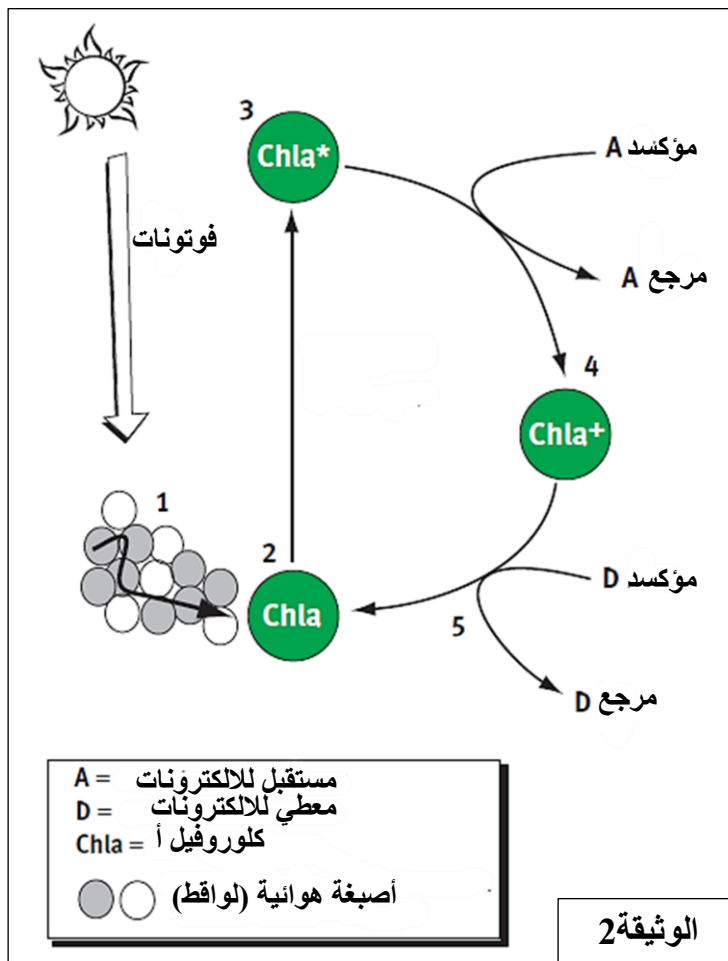 3
Chla*
A مؤكسد
فوتونات
A مرجع
4
Chla+
1
2
Chla
D مؤكسد
5
D مرجع
A = مستقبل للالكترونات
D = معطي للالكترونات
Chla = كلوروفيل أ
أصبغة هوائية (لواقط)
الوثيقة2